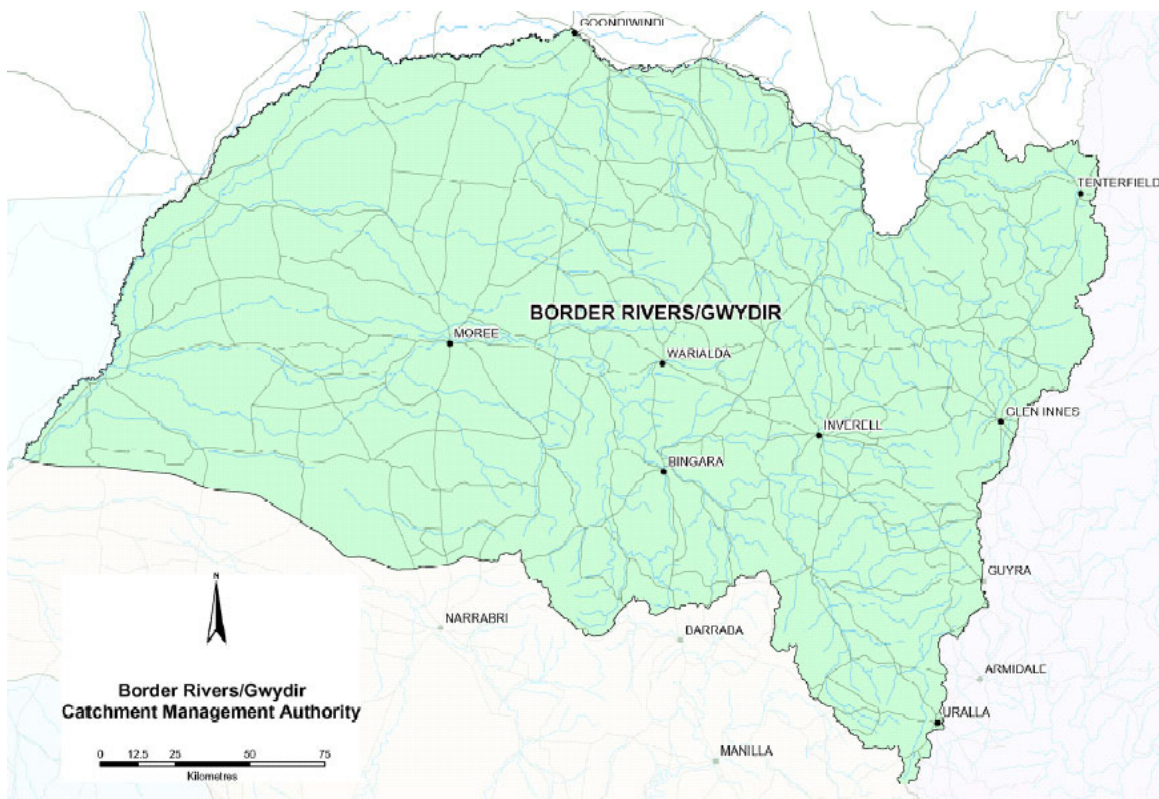 GOONDIWINDI
TENTERFIELD
BORDER RIVERS/GWYDIR
MOREE
WARIALDA
GLEN INNES
INVERELL
BINGARA
GUYRA
N
NARRABRI
BARRABA
ARMIDALE
Border Rivers/Gwydir
Catchment Management Authority
URALLA
MANILLA
0 12.5 25 50 75
Kilometres